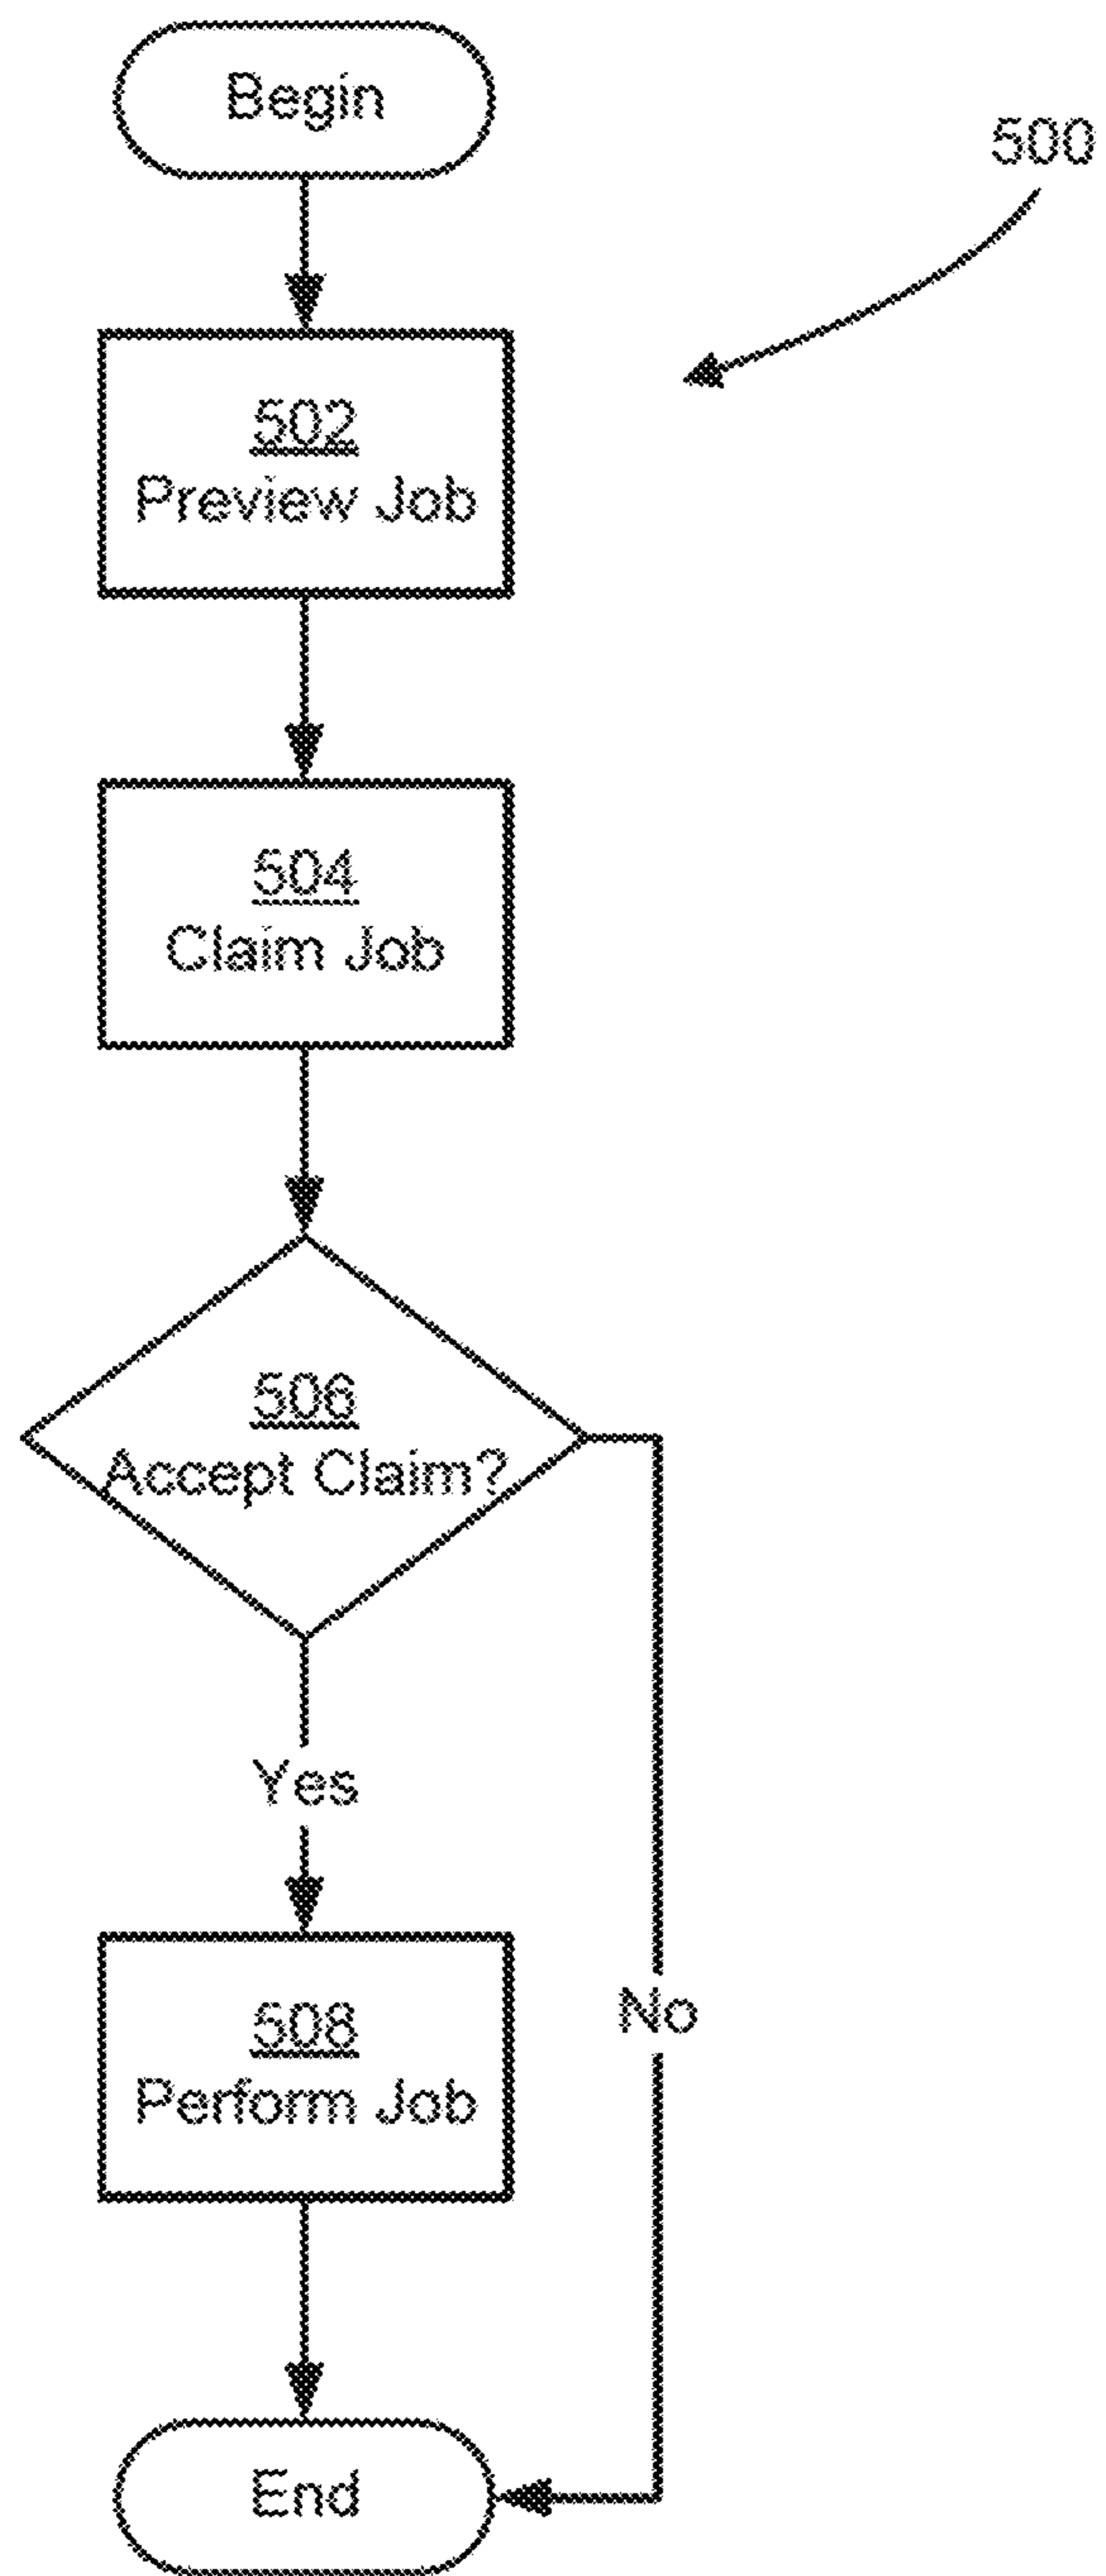 Begin
500
502
Preview Job
504
Claim Job
506
Accept Claim?
Yes
508
Perform Job
No
End